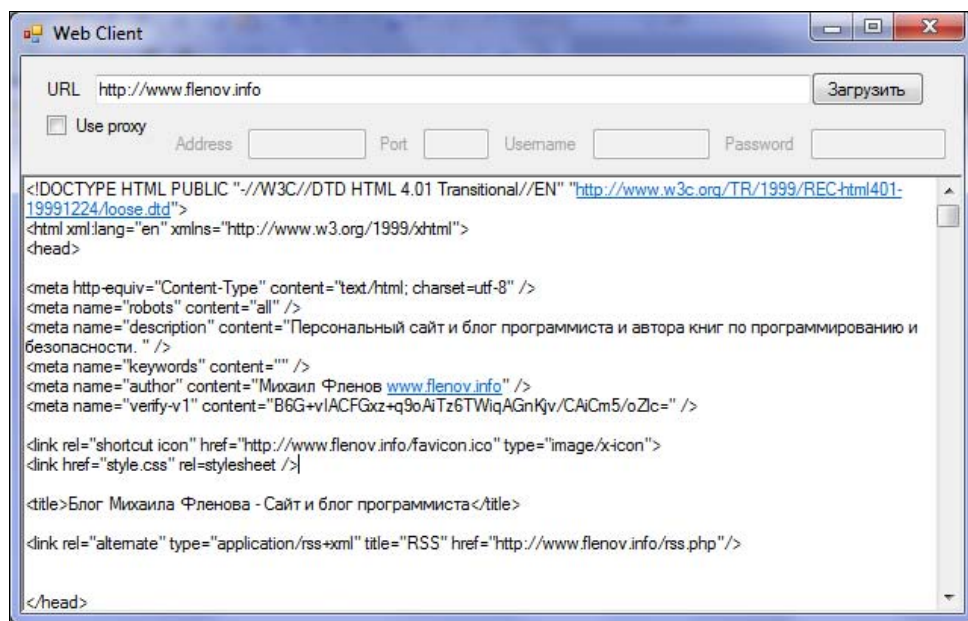 Web Client
URL http://www.flenov.info Загрузить
Use proxy Address Port Username Password
<!DOCTYPE HTML PUBLIC "-//W3C//DTD HTML 4.01 Transitional//EN" "http://www.w3c.org/TR/1999/REC-html401-
19991224/loose.dtd">
<html xml:lang="en" xmlns="http://www.w3.org/1999/xhtml">
<head>
<meta http-equiv="Content-Type" content="text/html; charset=utf-8" />
<meta name="robots" content="all" />
<meta name="description" content="Персональный сайт и блог программиста и автора книг по программированию и
безопасности. " />
<meta name="keywords" content="" />
<meta name="author" content="Михаил Фленов www.flenov.info" />
<meta name="verify-v1" content="B6G+vIACFGxz+q9oAiTz6TWiqAGnKjv/CAiCm5/oZlc=" />
<link rel="shortcut icon" href="http://www.flenov.info/favicon.ico" type="image/x-icon">
<link href="style.css" rel=stylesheet />
<title>Блог Михаила Фленова - Сайт и блог программиста</title>
<link rel="alternate" type="application/rss+xml" title="RSS" href="http://www.flenov.info/rss.php"/>
</head>